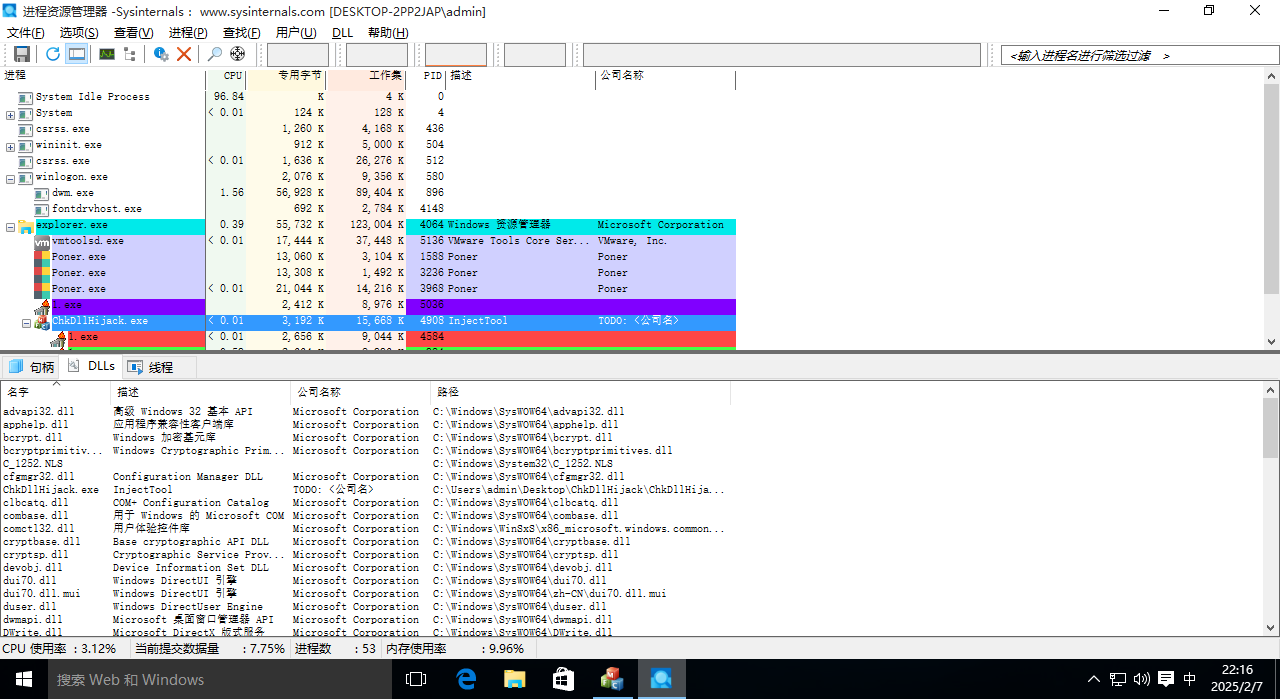 进程资源管理器 -Sysinternals： www.sysinternals.com [DESKTOP-2PP2JAP\admin]
文件(F) 选项(S) 查看(V) 进程(P) 查找(F) 用户(U) DLL 帮助(H)
<输入进程名进行筛选过滤 >
进程 CPU 专用字节 工作集 PID 描述 公司名称
System Idle Process 96.84 K 4 K 0
System < 0.01 124 K 128 K 4
csrss.exe 1,260 K 4,168 K 436
wininit.exe 912 K 5,000 K 504
csrss.exe < 0.01 1,636 K 26,276 K 512
winlogon.exe 2,076 K 9,356 K 580
dwm.exe 1.56 56,928 K 89,404 K 896
fontdrvhost.exe 692 K 2,784 K 4148
explorer.exe 0.39 55,732 K 123,004 K 4064 Windows 资源管理器 Microsoft Corporation
vmtoolsd.exe < 0.01 17,444 K 37,448 K 5136 VMware Tools Core Ser... VMware, Inc.
Poner.exe 13,060 K 3,104 K 1588 Poner Poner
Poner.exe 13,308 K 1,492 K 3236 Poner Poner
Poner.exe < 0.01 21,044 K 14,216 K 3968 Poner Poner
1.exe 2,412 K 8,976 K 5036
ChkDllHijack.exe < 0.01 3,192 K 15,668 K 4908 InjectTool TODO: <公司名>
1.exe < 0.01 2,656 K 9,044 K 4584
句柄 DLLs 线程
名字 描述 公司名称 路径
advapi32.dll 高级 Windows 32 基本 API Microsoft Corporation C:\Windows\SysWOW64\advapi32.dll
apphelp.dll 应用程序兼容性客户端库 Microsoft Corporation C:\Windows\SysWOW64\apphelp.dll
bcrypt.dll Windows 加密基元库 Microsoft Corporation C:\Windows\SysWOW64\bcrypt.dll
bcryptprimitiv... Windows Cryptographic Prim... Microsoft Corporation C:\Windows\SysWOW64\bcryptprimitives.dll
C_1252.NLS C:\Windows\System32\C_1252.NLS
cfgmgr32.dll Configuration Manager DLL Microsoft Corporation C:\Windows\SysWOW64\cfgmgr32.dll
ChkDllHijack.exe InjectTool TODO: <公司名> C:\Users\admin\Desktop\ChkDllHijack\ChkDllHija...
clbcatq.dll COM+ Configuration Catalog Microsoft Corporation C:\Windows\SysWOW64\clbcatq.dll
combase.dll 用于 Windows 的 Microsoft COM Microsoft Corporation C:\Windows\SysWOW64\combase.dll
comctl32.dll 用户体验控件库 Microsoft Corporation C:\Windows\WinSxS\x86_microsoft.windows.common...
cryptbase.dll Base cryptographic API DLL Microsoft Corporation C:\Windows\SysWOW64\cryptbase.dll
cryptsp.dll Cryptographic Service Prov... Microsoft Corporation C:\Windows\SysWOW64\cryptsp.dll
devobj.dll Device Information Set DLL Microsoft Corporation C:\Windows\SysWOW64\devobj.dll
dui70.dll Windows DirectUI 引擎 Microsoft Corporation C:\Windows\SysWOW64\dui70.dll
dui70.dll.mui Windows DirectUI 引擎 Microsoft Corporation C:\Windows\SysWOW64\zh-CN\dui70.dll.mui
duser.dll Windows DirectUser Engine Microsoft Corporation C:\Windows\SysWOW64\duser.dll
dwmapi.dll Microsoft 桌面窗口管理器 API Microsoft Corporation C:\Windows\SysWOW64\dwmapi.dll
DWrite.dll Microsoft DirectX 版式服务 Microsoft Corporation C:\Windows\SysWOW64\DWrite.dll
CPU 使用率 : 3.12% 当前提交数据量 : 7.75% 进程数 : 53 内存使用率 : 9.96%
搜索 Web 和 Windows
中
22:16
2025/2/7